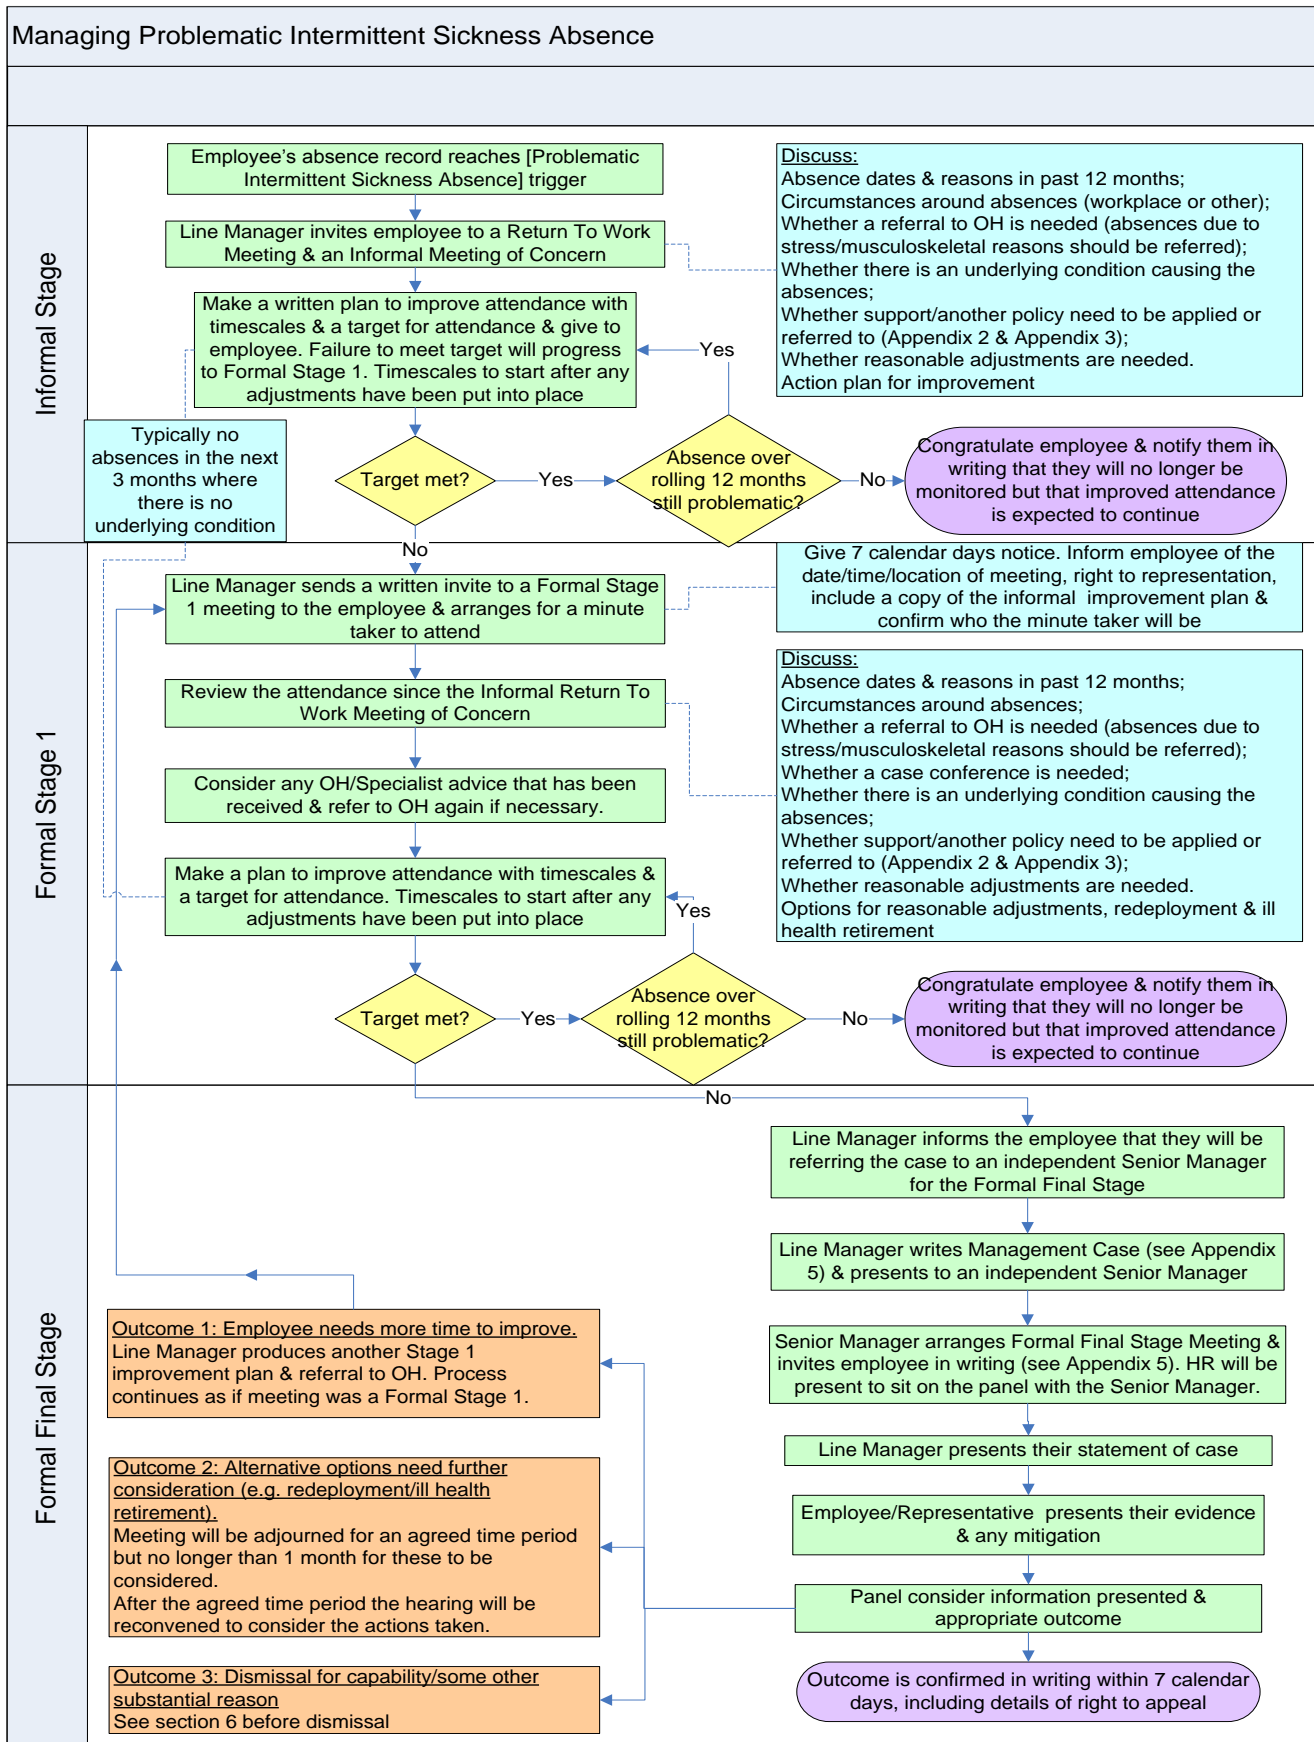 Managing Problematic Intermittent Sickness Absence
Informal Stage
Employee's absence record reaches [Problematic
Intermittent Sickness Absence] trigger
Line Manager invites employee to a Return To Work
Meeting & an Informal Meeting of Concern
Discuss:
Absence dates & reasons in past 12 months;
Circumstances around absences (workplace or other);
Whether a referral to OH is needed (absences due to
stress/musculoskeletal reasons should be referred);
Whether there is an underlying condition causing the
absences;
Whether support/another policy need to be applied or
referred to (Appendix 2 & Appendix 3);
Whether reasonable adjustments are needed.
Action plan for improvement
Make a written plan to improve attendance with
timescales & a target for attendance & give to
employee. Failure to meet target will progress
to Formal Stage 1. Timescales to start after any
adjustments have been put into place
Yes
Typically no
absences in the next
3 months where
there is no
underlying condition
Target met?
Yes
Absence over
rolling 12 months
still problematic?
No
Congratulate employee & notify them in
writing that they will no longer be
monitored but that improved attendance
is expected to continue
No
Formal Stage 1
Line Manager sends a written invite to a Formal Stage
1 meeting to the employee & arranges for a minute
taker to attend
Give 7 calendar days notice. Inform employee of the
date/time/location of meeting, right to representation,
include a copy of the informal  improvement plan &
confirm who the minute taker will be
Review the attendance since the Informal Return To
Work Meeting of Concern
Discuss:
Absence dates & reasons in past 12 months;
Circumstances around absences;
Whether a referral to OH is needed (absences due to
stress/musculoskeletal reasons should be referred);
Whether a case conference is needed;
Whether there is an underlying condition causing the
absences;
Whether support/another policy need to be applied or
referred to (Appendix 2 & Appendix 3);
Whether reasonable adjustments are needed.
Options for reasonable adjustments, redeployment & ill
health retirement
Consider any OH/Specialist advice that has been
received & refer to OH again if necessary.
Make a plan to improve attendance with timescales &
a target for attendance. Timescales to start after any
adjustments have been put into place
Yes
Target met?
Yes
Absence over
rolling 12 months
still problematic?
No
Congratulate employee & notify them in
writing that they will no longer be
monitored but that improved attendance
is expected to continue
No
Formal Final Stage
Line Manager informs the employee that they will be
referring the case to an independent Senior Manager
for the Formal Final Stage
Line Manager writes Management Case (see Appendix
5) & presents to an independent Senior Manager
Senior Manager arranges Formal Final Stage Meeting &
invites employee in writing (see Appendix 5). HR will be
present to sit on the panel with the Senior Manager.
Line Manager presents their statement of case
Employee/Representative  presents their evidence
& any mitigation
Panel consider information presented &
appropriate outcome
Outcome is confirmed in writing within 7 calendar
days, including details of right to appeal
Outcome 1: Employee needs more time to improve.
Line Manager produces another Stage 1
improvement plan & referral to OH. Process
continues as if meeting was a Formal Stage 1.
Outcome 2: Alternative options need further
consideration (e.g. redeployment/ill health
retirement).
Meeting will be adjourned for an agreed time period
but no longer than 1 month for these to be
considered.
After the agreed time period the hearing will be
reconvened to consider the actions taken.
Outcome 3: Dismissal for capability/some other
substantial reason
See section 6 before dismissal